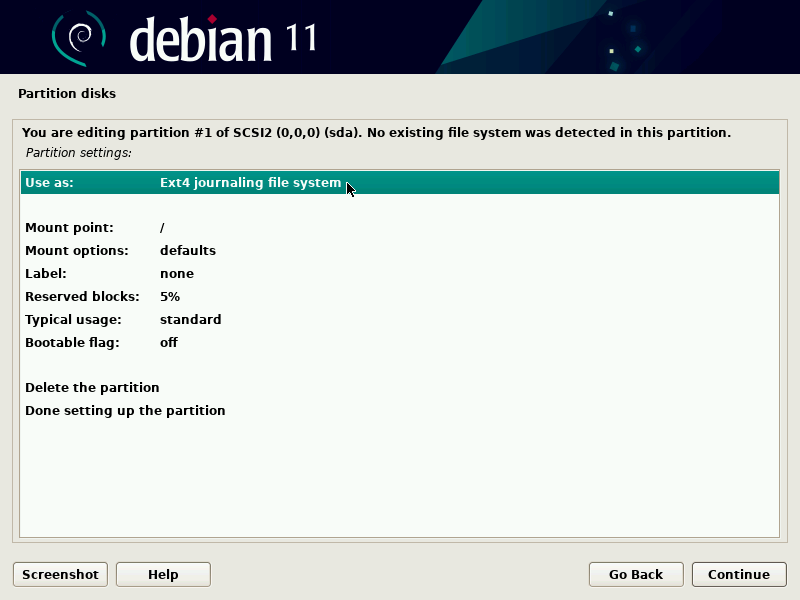 debian 11
Partition disks
You are editing partition #1 of SCSI2 (0,0,0) (sda). No existing file system was detected in this partition.
Partition settings:
Use as: Ext4 journaling file system
Mount point: /
Mount options: defaults
Label: none
Reserved blocks: 5%
Typical usage: standard
Bootable flag: off
Delete the partition
Done setting up the partition
Screenshot Help Go Back Continue